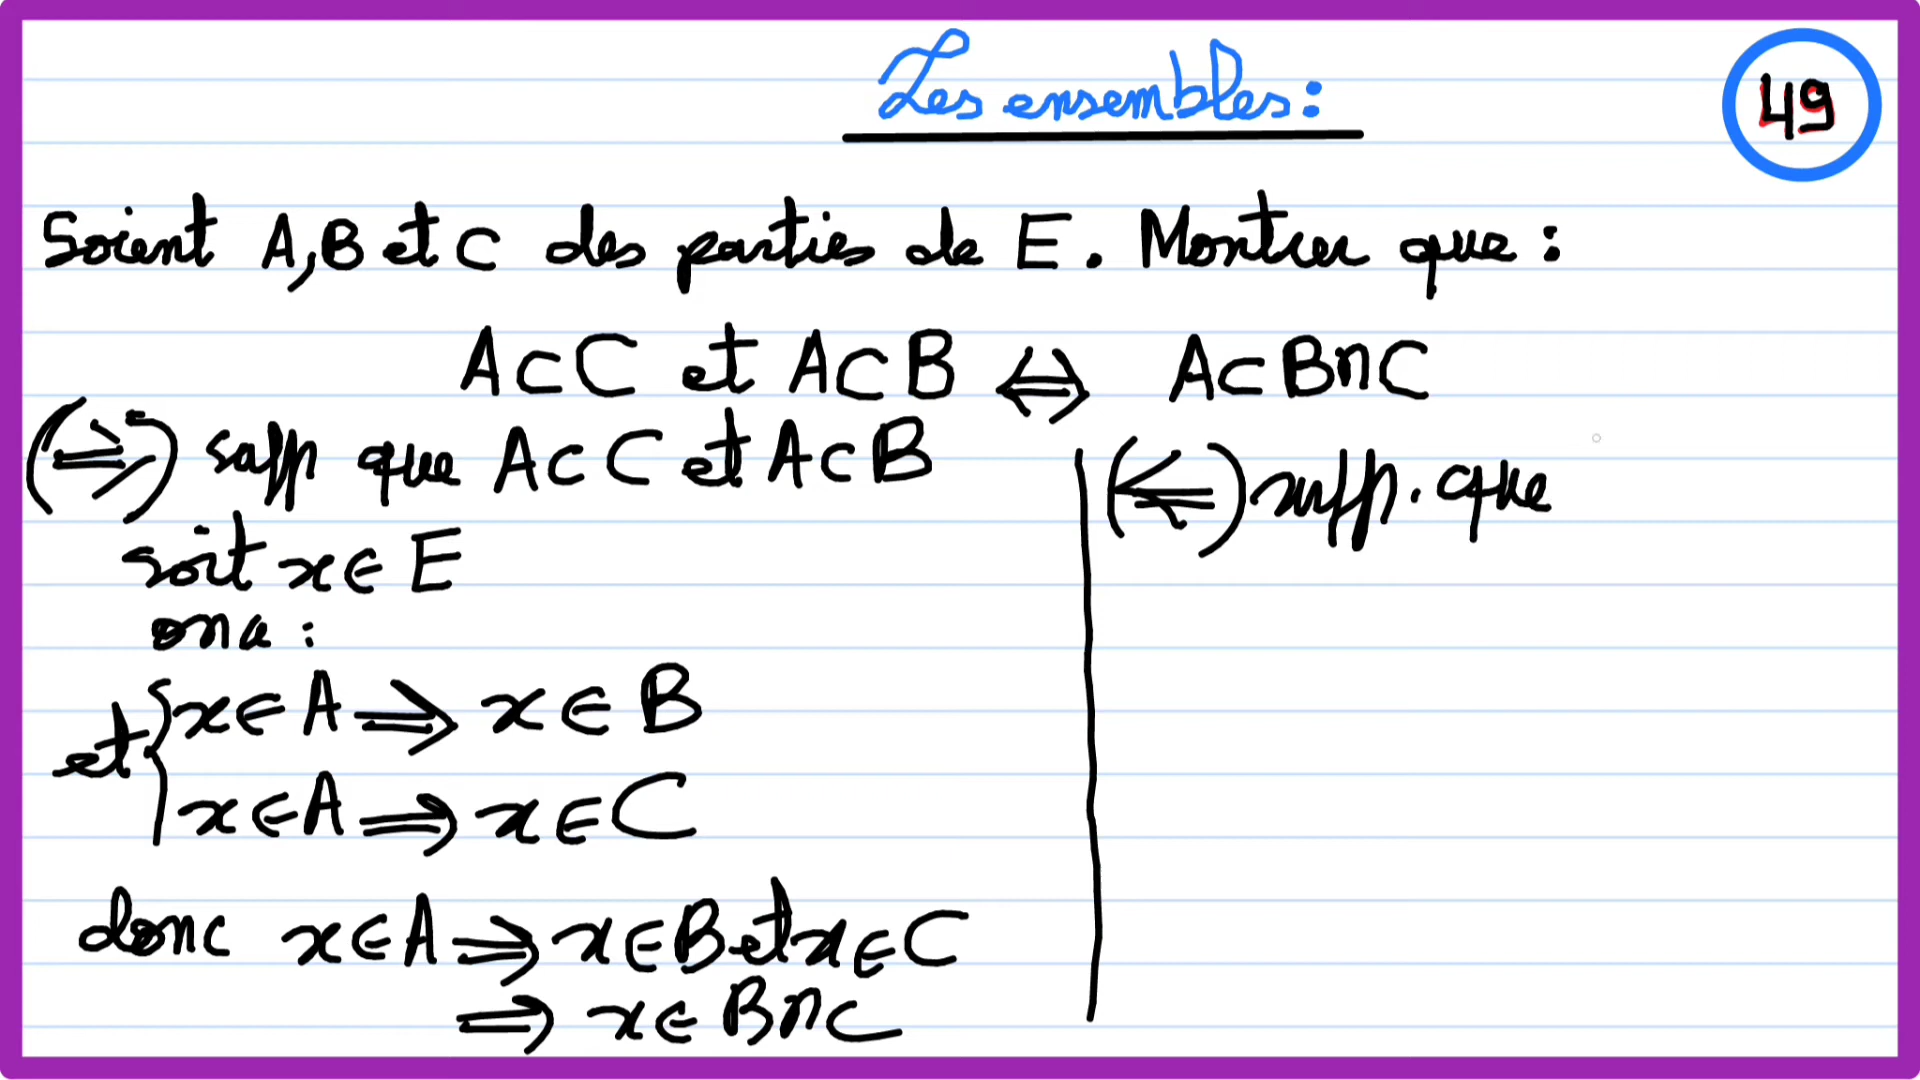 Les ensembles:
49
Soient A, B et C des parties de E. Montrer que :
A⊂C et A⊂B ⇔ A⊂B∩C
(⇒) supp que A⊂C et A⊂B
soit x∈E
ona :
et { x∈A ⇒ x∈B
x∈A ⇒ x∈C
donc x∈A ⇒ x∈B et x∈C
⇒ x∈B∩C
(⇐) supp. que